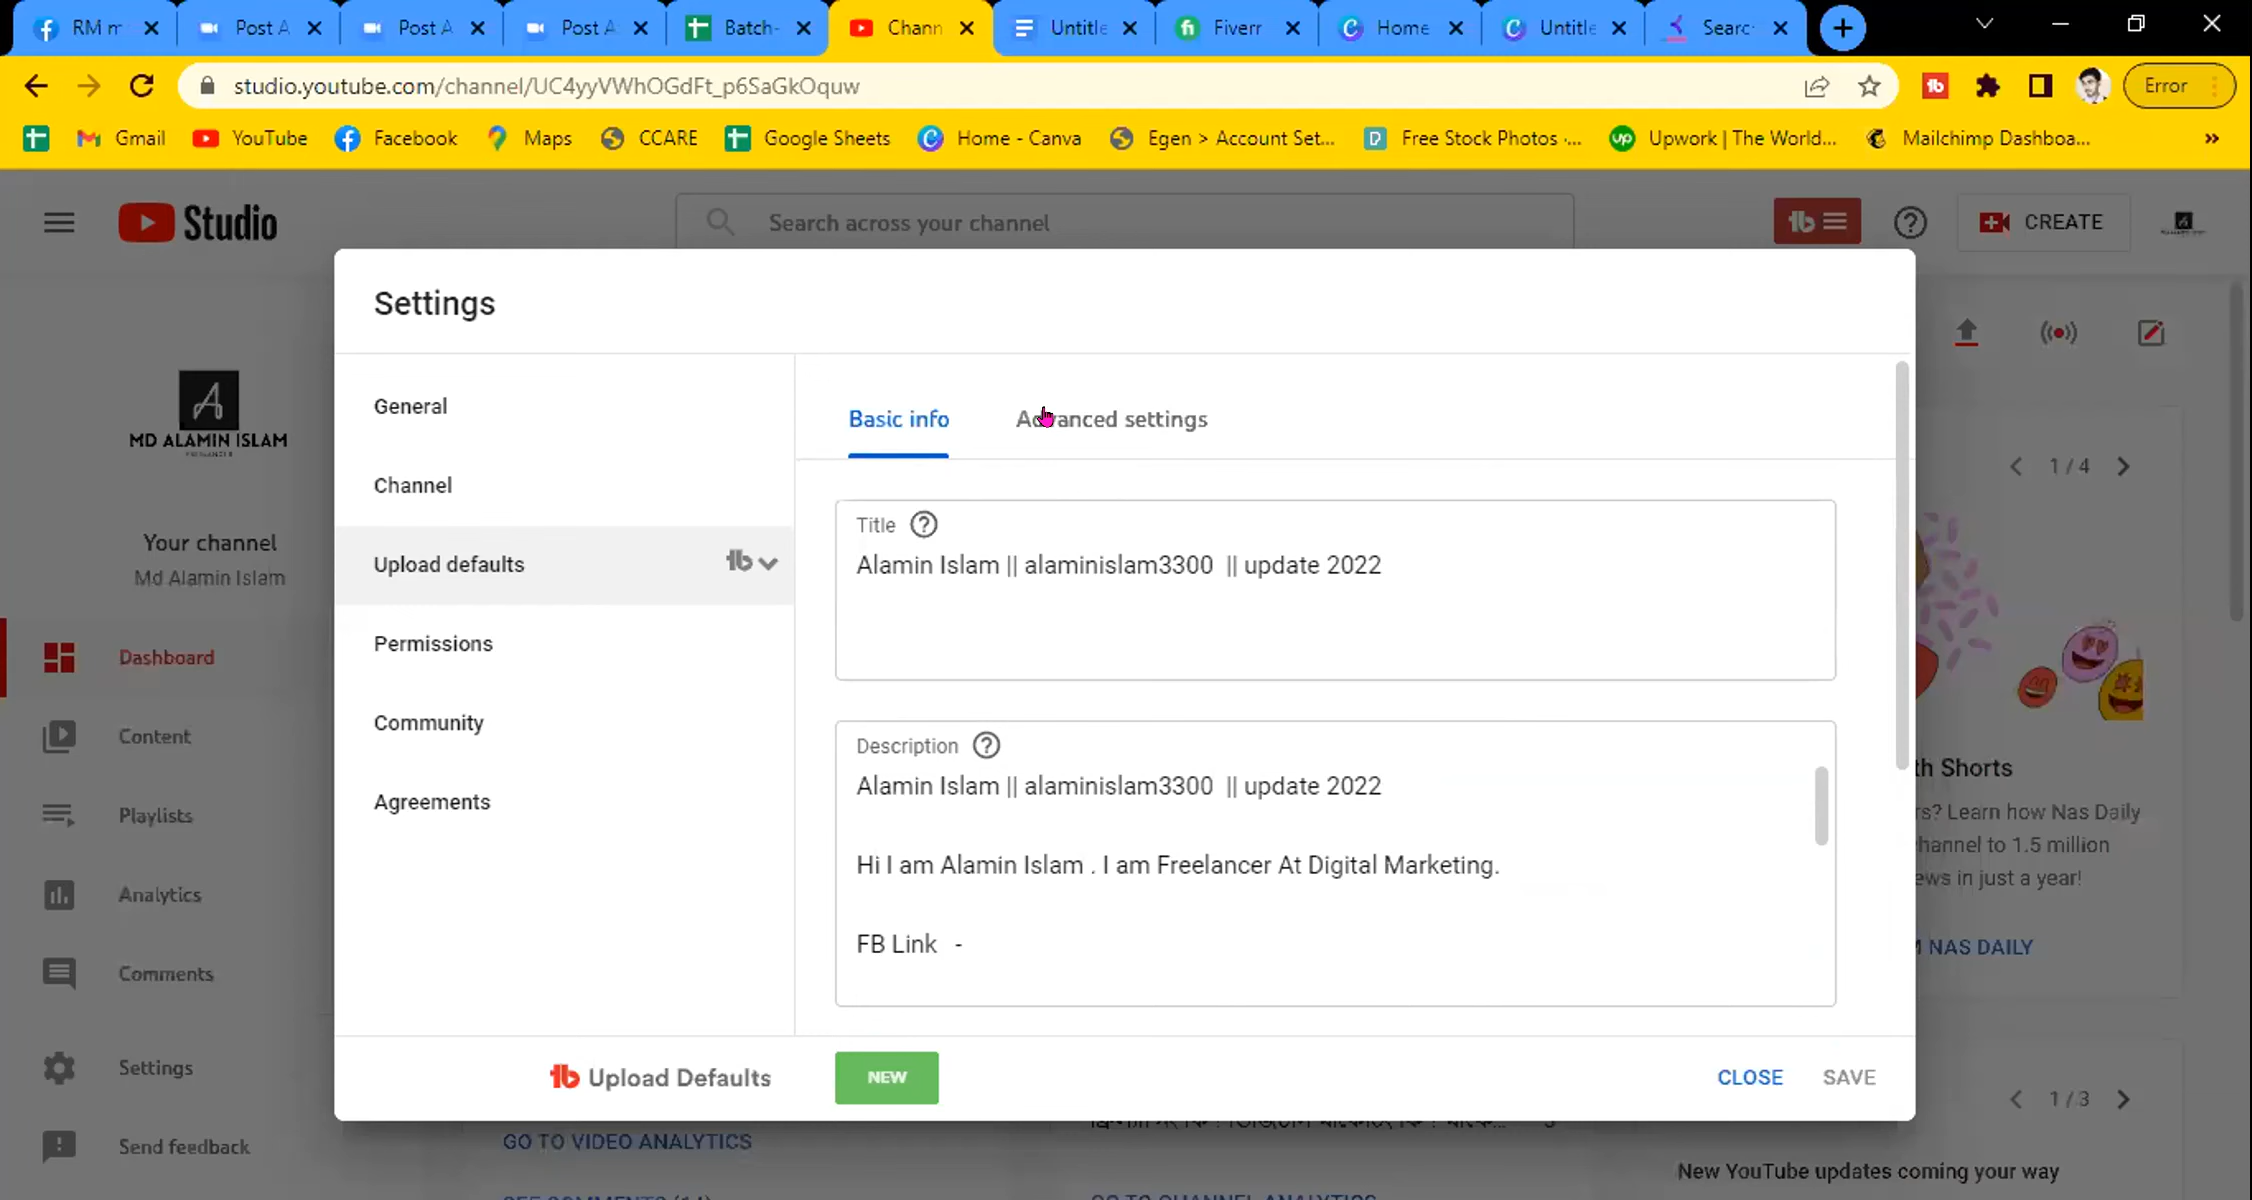 RM m
Post A
Post A
Post A
Batch-
Chann
Untitle
Fiverr
Home
Untitle
Searc
studio.youtube.com/channel/UC4yyVWhOGdFt_p6SaGkOquw
Error
Gmail
YouTube
Facebook
Maps
CCARE
Google Sheets
Home - Canva
Egen > Account Set...
Free Stock Photos ·...
Upwork | The World...
Mailchimp Dashboa...
»
Studio
Search across your channel
CREATE
Settings
MD ALAMIN ISLAM
Your channel
Md Alamin Islam
Dashboard
Content
Playlists
Analytics
Comments
Settings
Send feedback
General
Channel
Upload defaults
Permissions
Community
Agreements
Basic info
Advanced settings
Title
Alamin Islam || alaminislam3300 || update 2022
Description
Alamin Islam || alaminislam3300 || update 2022
Hi I am Alamin Islam . I am Freelancer At Digital Marketing.
FB Link -
Upload Defaults
NEW
CLOSE
SAVE
1 / 4
th Shorts
rs? Learn how Nas Daily
hannel to 1.5 million
ews in just a year!
NAS DAILY
1 / 3
GO TO VIDEO ANALYTICS
New YouTube updates coming your way